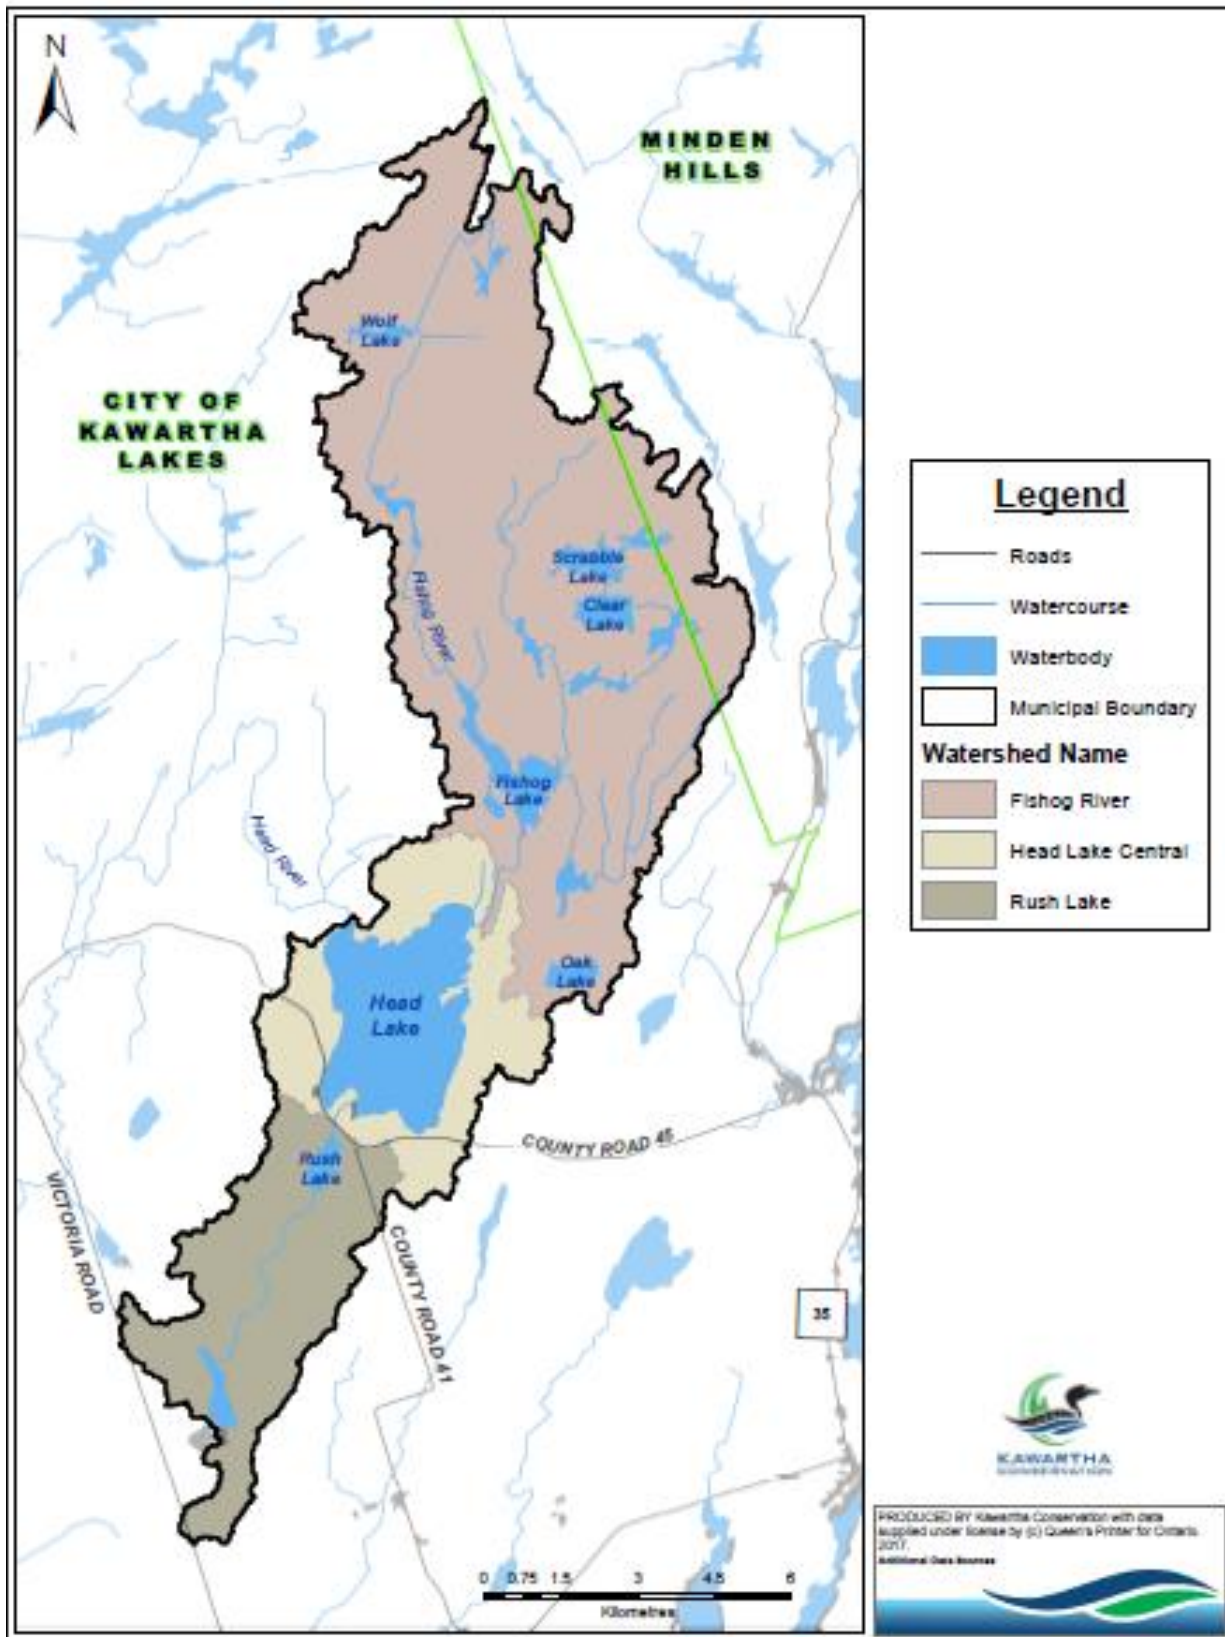 N
MINDEN
HILLS
Wolf
Lake
CITY OF
KAWARTHA
LAKES
Scrabble
Lake
Clear
Lake
Fishog River
Fishog
Lake
Head River
Oak
Lake
Head
Lake
COUNTY ROAD 45
Rush
Lake
VICTORIA ROAD
COUNTY ROAD 41
35
0 0.75 1.5 3 4.5 6
Kilometres
Legend
Roads
Watercourse
Waterbody
Municipal Boundary
Watershed Name
Fishog River
Head Lake Central
Rush Lake
KAWARTHA
CONSERVATION
PRODUCED BY Kawartha Conservation with data
supplied under license by (c) Queen's Printer for Ontario.
2017.
Additional Data Sources